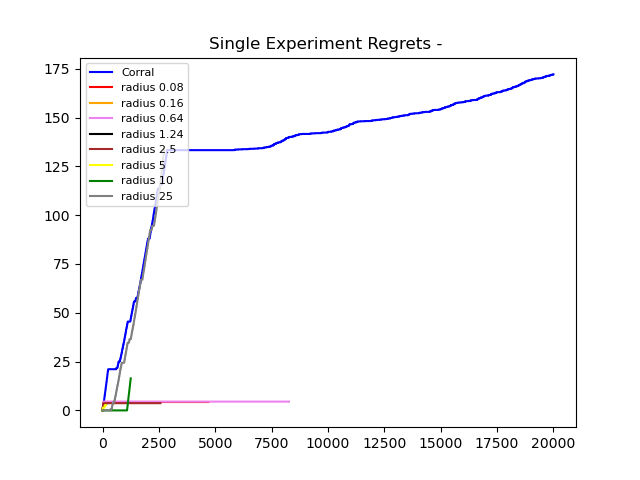 Single Experiment Regrets -
175
150
125
100
75
50
25
0
Corral
radius 0.08
radius 0.16
radius 0.64
radius 1.24
radius 2.5
radius 5
radius 10
radius 25
0 2500 5000 7500 10000 12500 15000 17500 20000